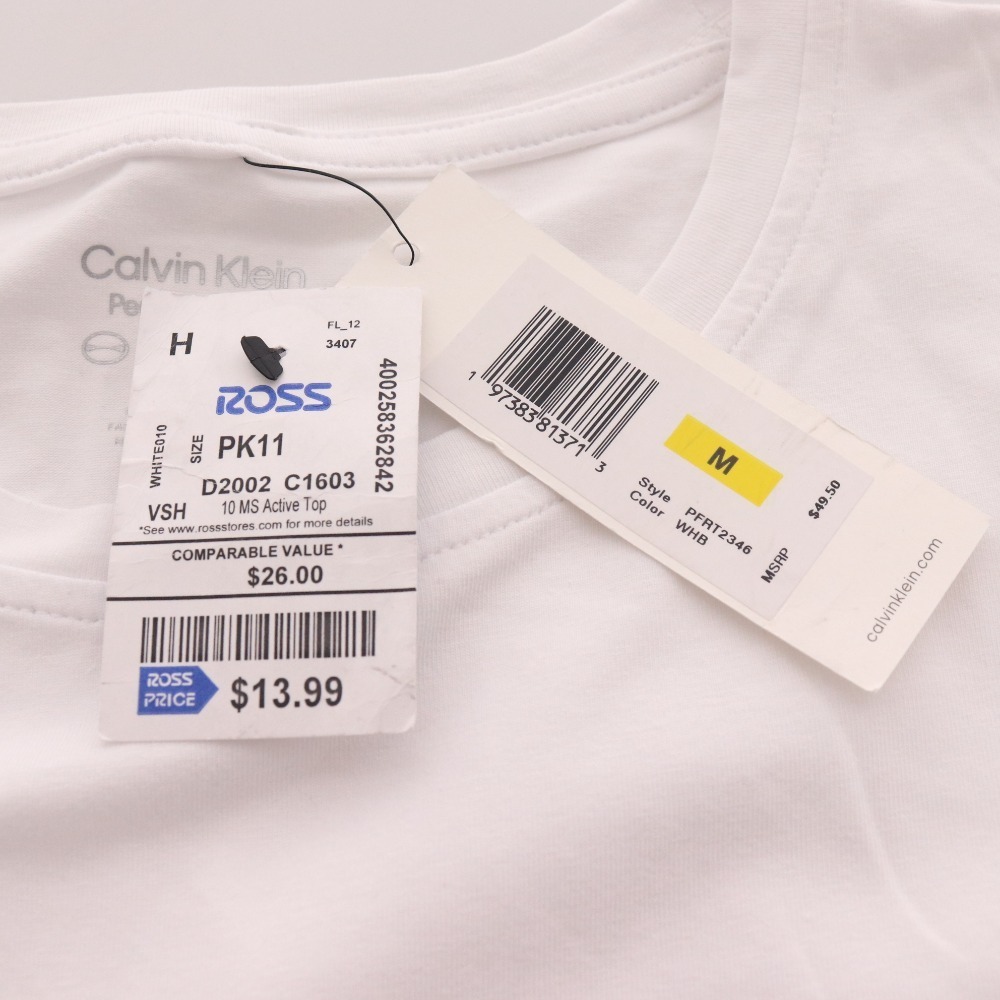 Calvin Klein
H
FL_12
3407
ROSS
400258362842
WHITE010
SIZE
PK11
D2002 C1603
VSH
10 MS Active Top
*See www.rossstores.com for more details
COMPARABLE VALUE *
$26.00
ROSS
PRICE
$13.99
1 97383 81371 3
M
Style PFRT2346
Color WHB
MSRP $49.50
calvinklein.com